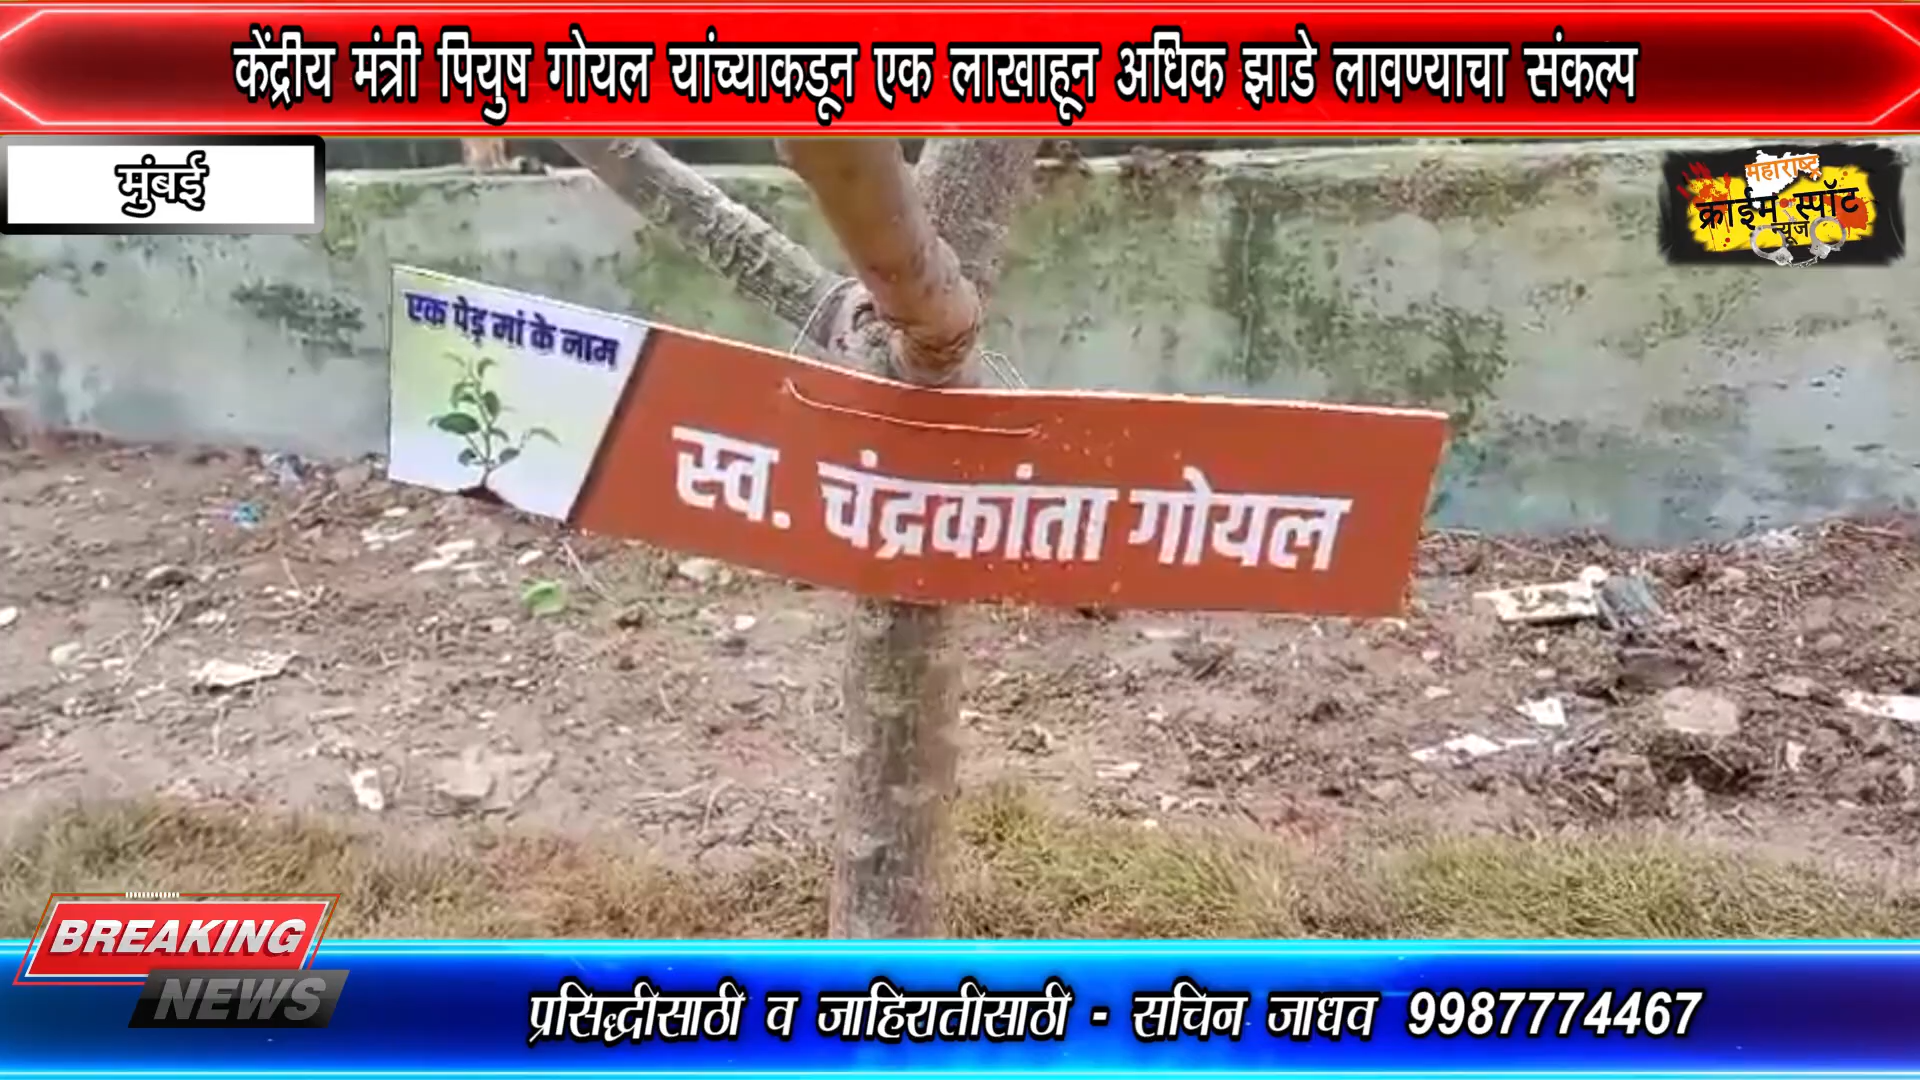 केंद्रीय मंत्री पियुष गोयल यांच्याकडून एक लाखाहून अधिक झाडे लावण्याचा संकल्प
मुंबई
महाराष्ट्र
क्राईम स्पॉट
न्यूज
एक पेड़ मां के नाम
स्व. चंद्रकांता गोयल
BREAKING
NEWS
प्रसिद्धीसाठी व जाहिरातीसाठी - सचिन जाधव 9987774467